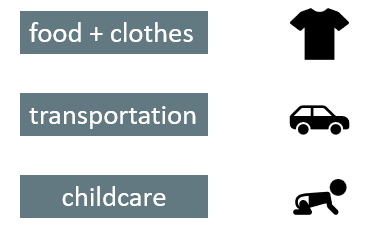 food + clothes
transportation
childcare